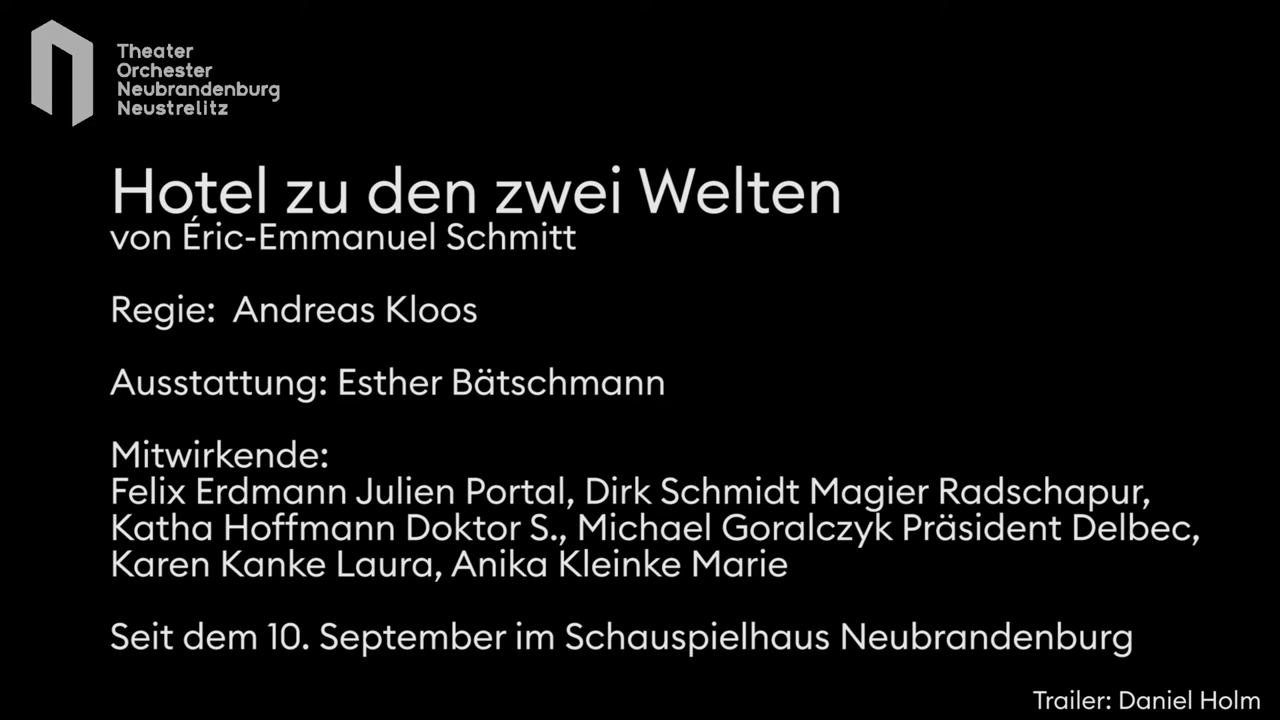 Theater
Orchester
Neubrandenburg
Neustrelitz
Hotel zu den zwei Welten
von Éric-Emmanuel Schmitt
Regie:  Andreas Kloos
Ausstattung: Esther Bätschmann
Mitwirkende:
Felix Erdmann Julien Portal, Dirk Schmidt Magier Radschapur,
Katha Hoffmann Doktor S., Michael Goralczyk Präsident Delbec,
Karen Kanke Laura, Anika Kleinke Marie
Seit dem 10. September im Schauspielhaus Neubrandenburg
Trailer: Daniel Holm